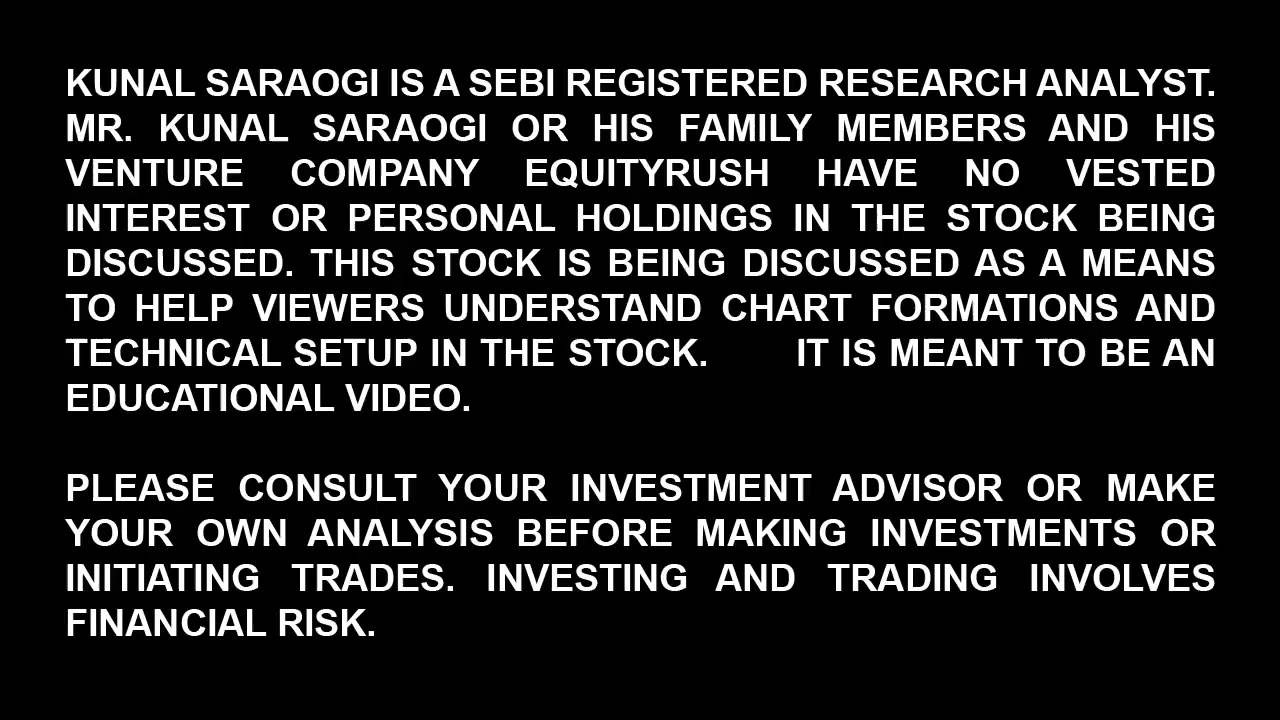 KUNAL SARAOGI IS A SEBI REGISTERED RESEARCH ANALYST.
MR. KUNAL SARAOGI OR HIS FAMILY MEMBERS AND HIS
VENTURE COMPANY EQUITYRUSH HAVE NO VESTED
INTEREST OR PERSONAL HOLDINGS IN THE STOCK BEING
DISCUSSED. THIS STOCK IS BEING DISCUSSED AS A MEANS
TO HELP VIEWERS UNDERSTAND CHART FORMATIONS AND
TECHNICAL SETUP IN THE STOCK. IT IS MEANT TO BE AN
EDUCATIONAL VIDEO.
PLEASE CONSULT YOUR INVESTMENT ADVISOR OR MAKE
YOUR OWN ANALYSIS BEFORE MAKING INVESTMENTS OR
INITIATING TRADES. INVESTING AND TRADING INVOLVES
FINANCIAL RISK.